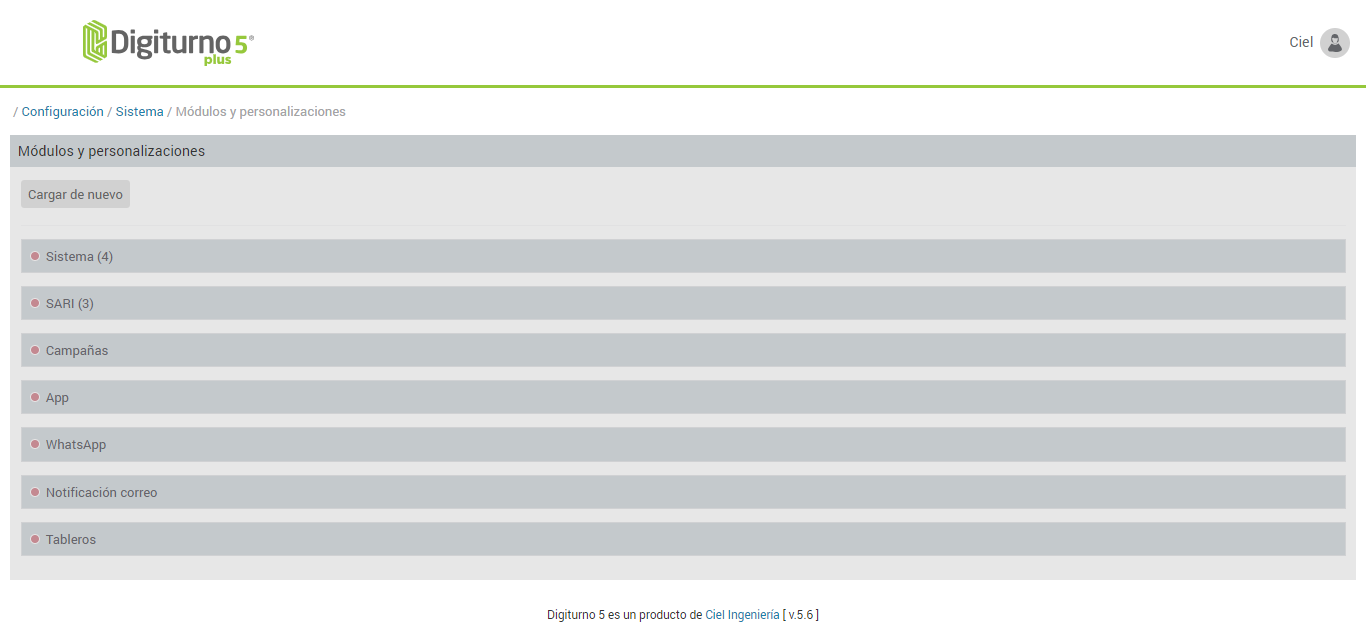 Digiturno 5®
plus
Ciel
/ Configuración / Sistema / Módulos y personalizaciones
Módulos y personalizaciones
Cargar de nuevo
Sistema (4)
SARI (3)
Campañas
App
WhatsApp
Notificación correo
Tableros
Digiturno 5 es un producto de Ciel Ingeniería [ v.5.6 ]